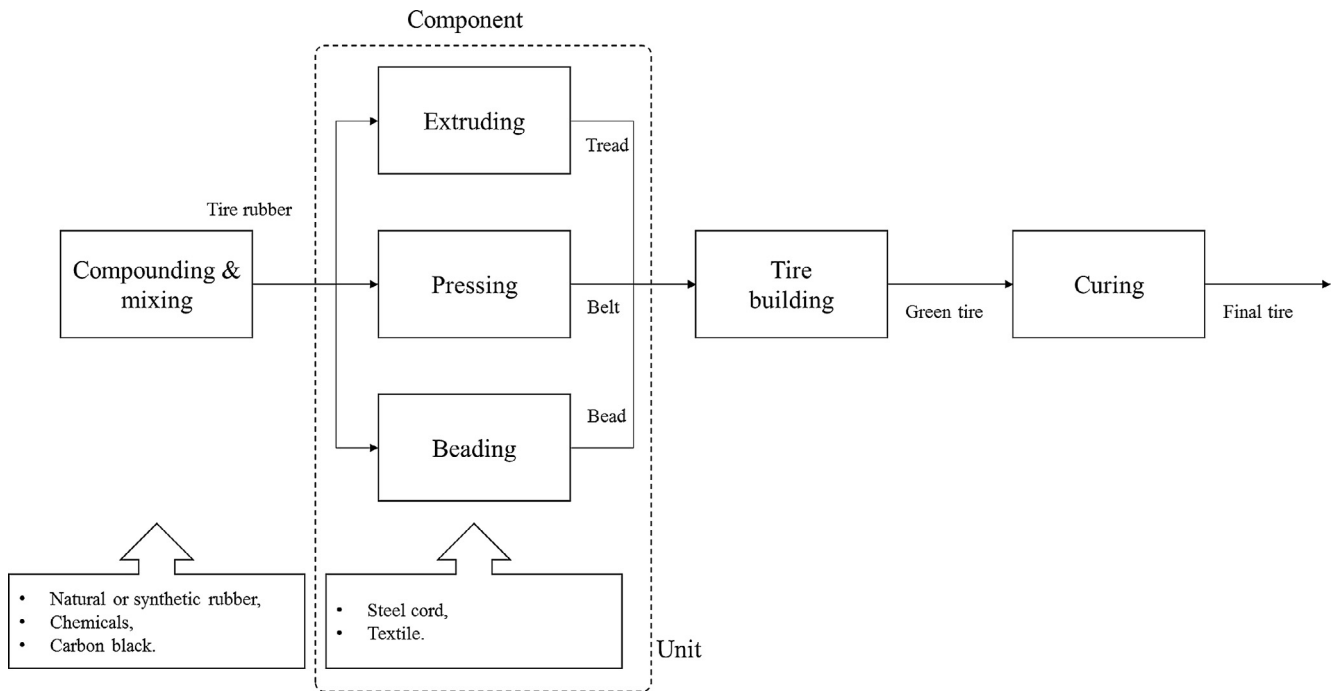 Component
Extruding
Tread
Tire rubber
Compounding &
mixing
Pressing
Belt
Tire
building
Green tire
Curing
Final tire
Bead
Beading
• Natural or synthetic rubber,
• Chemicals,
• Carbon black.
• Steel cord,
• Textile.
Unit